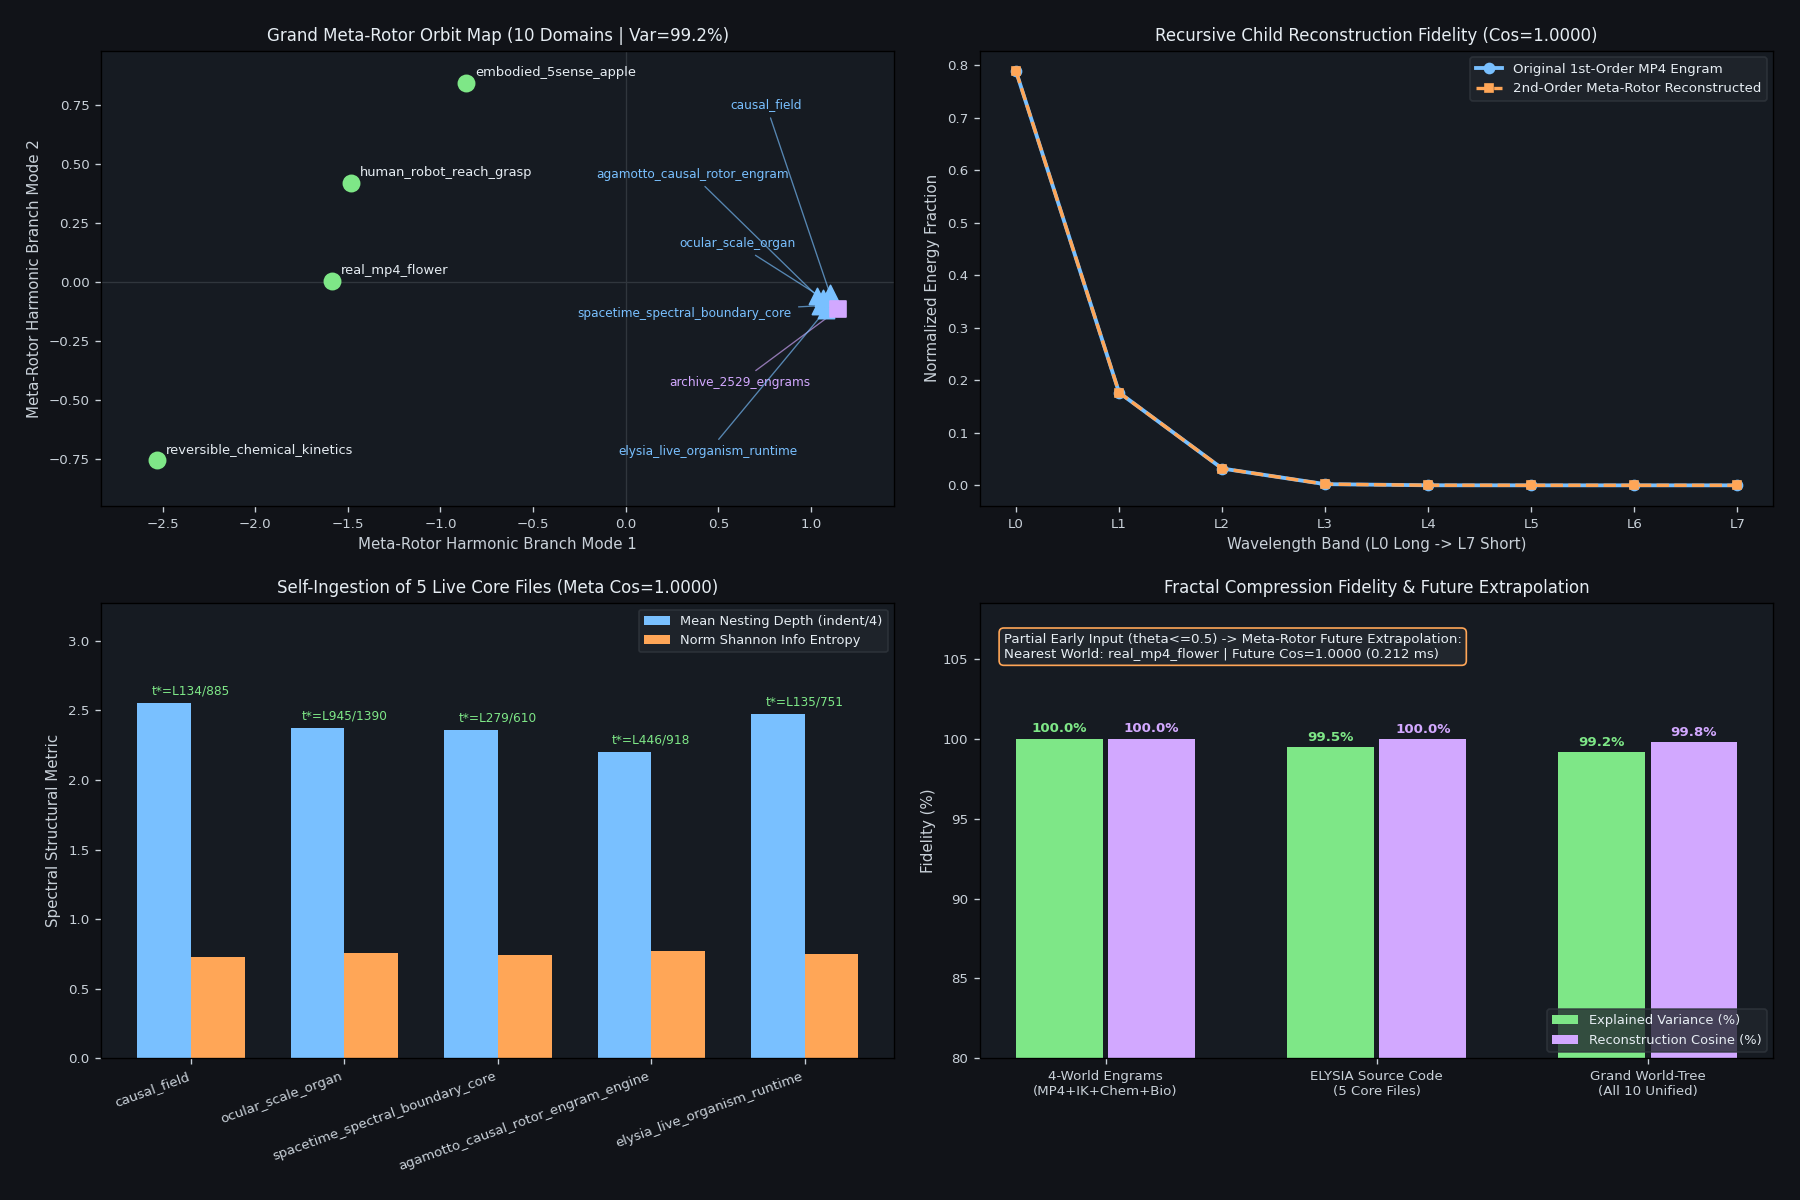 Grand Meta-Rotor Orbit Map (10 Domains | Var=99.2%)
Meta-Rotor Harmonic Branch Mode 2
0.75
0.50
0.25
0.00
−0.25
−0.50
−0.75
embodied_5sense_apple
causal_field
human_robot_reach_grasp
agamotto_causal_rotor_engram
ocular_scale_organ
real_mp4_flower
spacetime_spectral_boundary_core
archive_2529_engrams
reversible_chemical_kinetics
elysia_live_organism_runtime
−2.5
−2.0
−1.5
−1.0
−0.5
0.0
0.5
1.0
Meta-Rotor Harmonic Branch Mode 1
Recursive Child Reconstruction Fidelity (Cos=1.0000)
Normalized Energy Fraction
0.8
0.7
0.6
0.5
0.4
0.3
0.2
0.1
0.0
Original 1st-Order MP4 Engram
2nd-Order Meta-Rotor Reconstructed
L0
L1
L2
L3
L4
L5
L6
L7
Wavelength Band (L0 Long -> L7 Short)
Self-Ingestion of 5 Live Core Files (Meta Cos=1.0000)
Spectral Structural Metric
3.0
2.5
2.0
1.5
1.0
0.5
0.0
Mean Nesting Depth (indent/4)
Norm Shannon Info Entropy
t*=L134/885
t*=L945/1390
t*=L279/610
t*=L446/918
t*=L135/751
causal_field
ocular_scale_organ
spacetime_spectral_boundary_core
agamotto_causal_rotor_engram_engine
elysia_live_organism_runtime
Fractal Compression Fidelity & Future Extrapolation
Fidelity (%)
105
100
95
90
85
80
Partial Early Input (theta<=0.5) -> Meta-Rotor Future Extrapolation:
Nearest World: real_mp4_flower | Future Cos=1.0000 (0.212 ms)
100.0%
100.0%
99.5%
100.0%
99.2%
99.8%
Explained Variance (%)
Reconstruction Cosine (%)
4-World Engrams
(MP4+IK+Chem+Bio)
ELYSIA Source Code
(5 Core Files)
Grand World-Tree
(All 10 Unified)